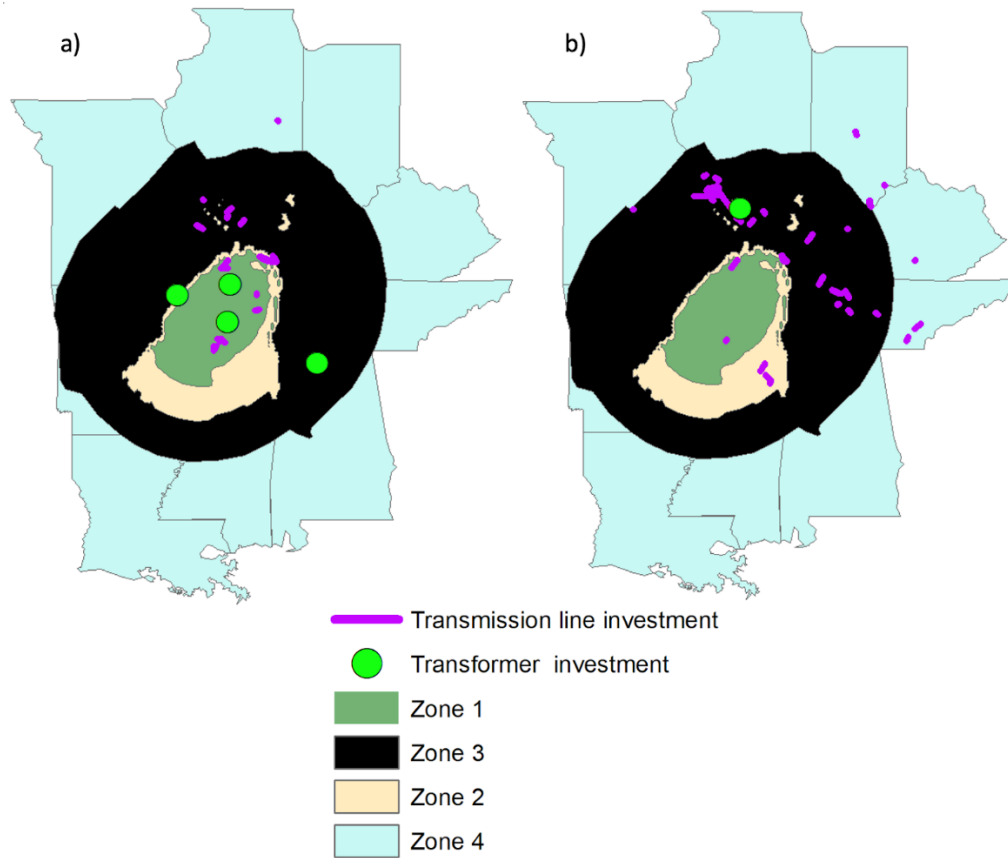 a)
b)
Transmission line investment
Transformer investment
Zone 1
Zone 3
Zone 2
Zone 4